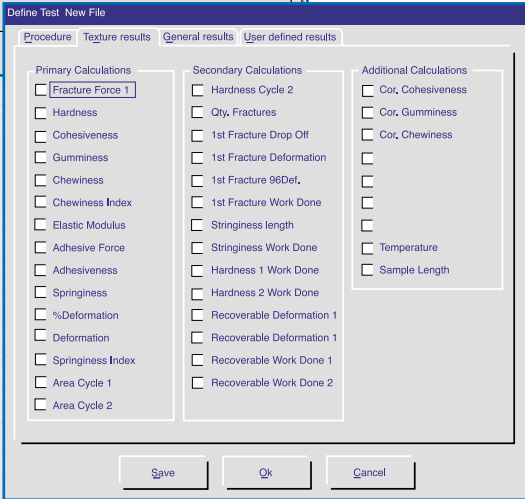 Define Test New File
Procedure Texture results General results User defined results
Primary Calculations
Fracture Force 1
Hardness
Cohesiveness
Gumminess
Chewiness
Chewiness Index
Elastic Modulus
Adhesive Force
Adhesiveness
Springiness
%Deformation
Deformation
Springiness Index
Area Cycle 1
Area Cycle 2
Secondary Calculations
Hardness Cycle 2
Qty. Fractures
1st Fracture Drop Off
1st Fracture Deformation
1st Fracture 96Def.
1st Fracture Work Done
Stringiness length
Stringiness Work Done
Hardness 1 Work Done
Hardness 2 Work Done
Recoverable Deformation 1
Recoverable Deformation 1
Recoverable Work Done 1
Recoverable Work Done 2
Additional Calculations
Cor. Cohesiveness
Cor. Gumminess
Cor. Chewiness
Temperature
Sample Length
Save Ok Cancel